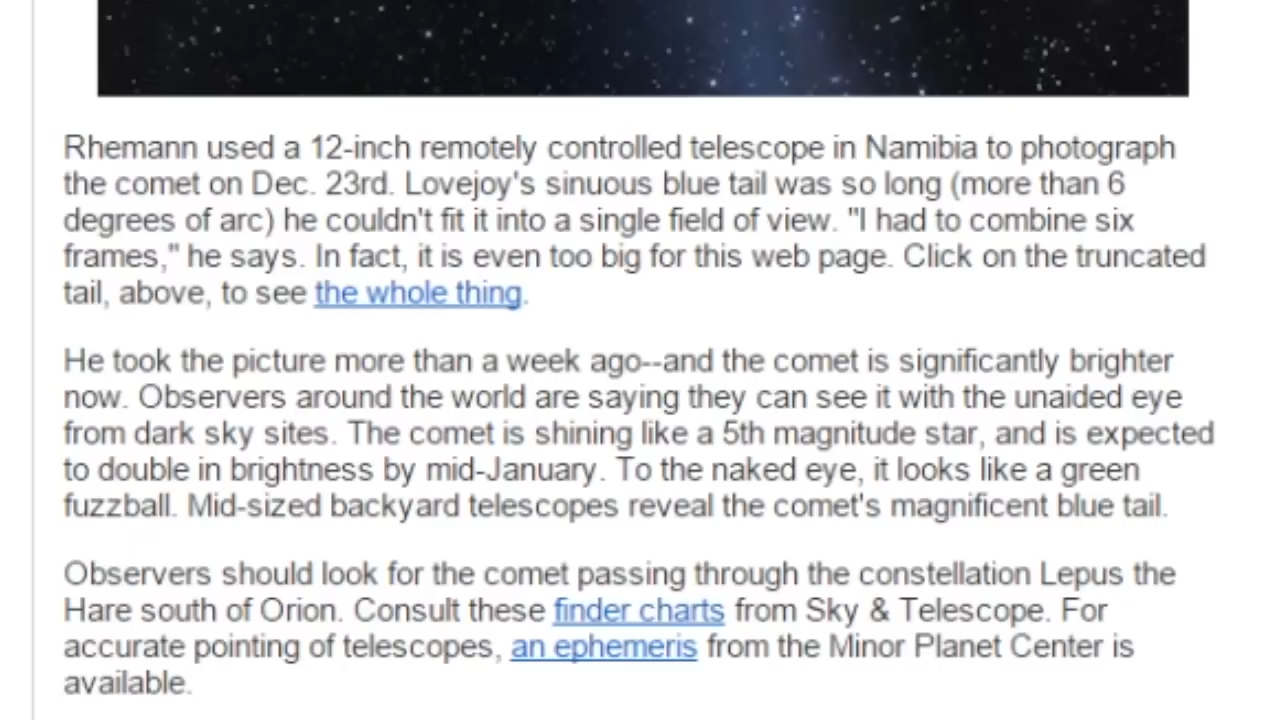 Rhemann used a 12-inch remotely controlled telescope in Namibia to photograph
the comet on Dec. 23rd. Lovejoy's sinuous blue tail was so long (more than 6
degrees of arc) he couldn't fit it into a single field of view. "I had to combine six
frames," he says. In fact, it is even too big for this web page. Click on the truncated
tail, above, to see the whole thing.
He took the picture more than a week ago--and the comet is significantly brighter
now. Observers around the world are saying they can see it with the unaided eye
from dark sky sites. The comet is shining like a 5th magnitude star, and is expected
to double in brightness by mid-January. To the naked eye, it looks like a green
fuzzball. Mid-sized backyard telescopes reveal the comet's magnificent blue tail.
Observers should look for the comet passing through the constellation Lepus the
Hare south of Orion. Consult these finder charts from Sky & Telescope. For
accurate pointing of telescopes, an ephemeris from the Minor Planet Center is
available.